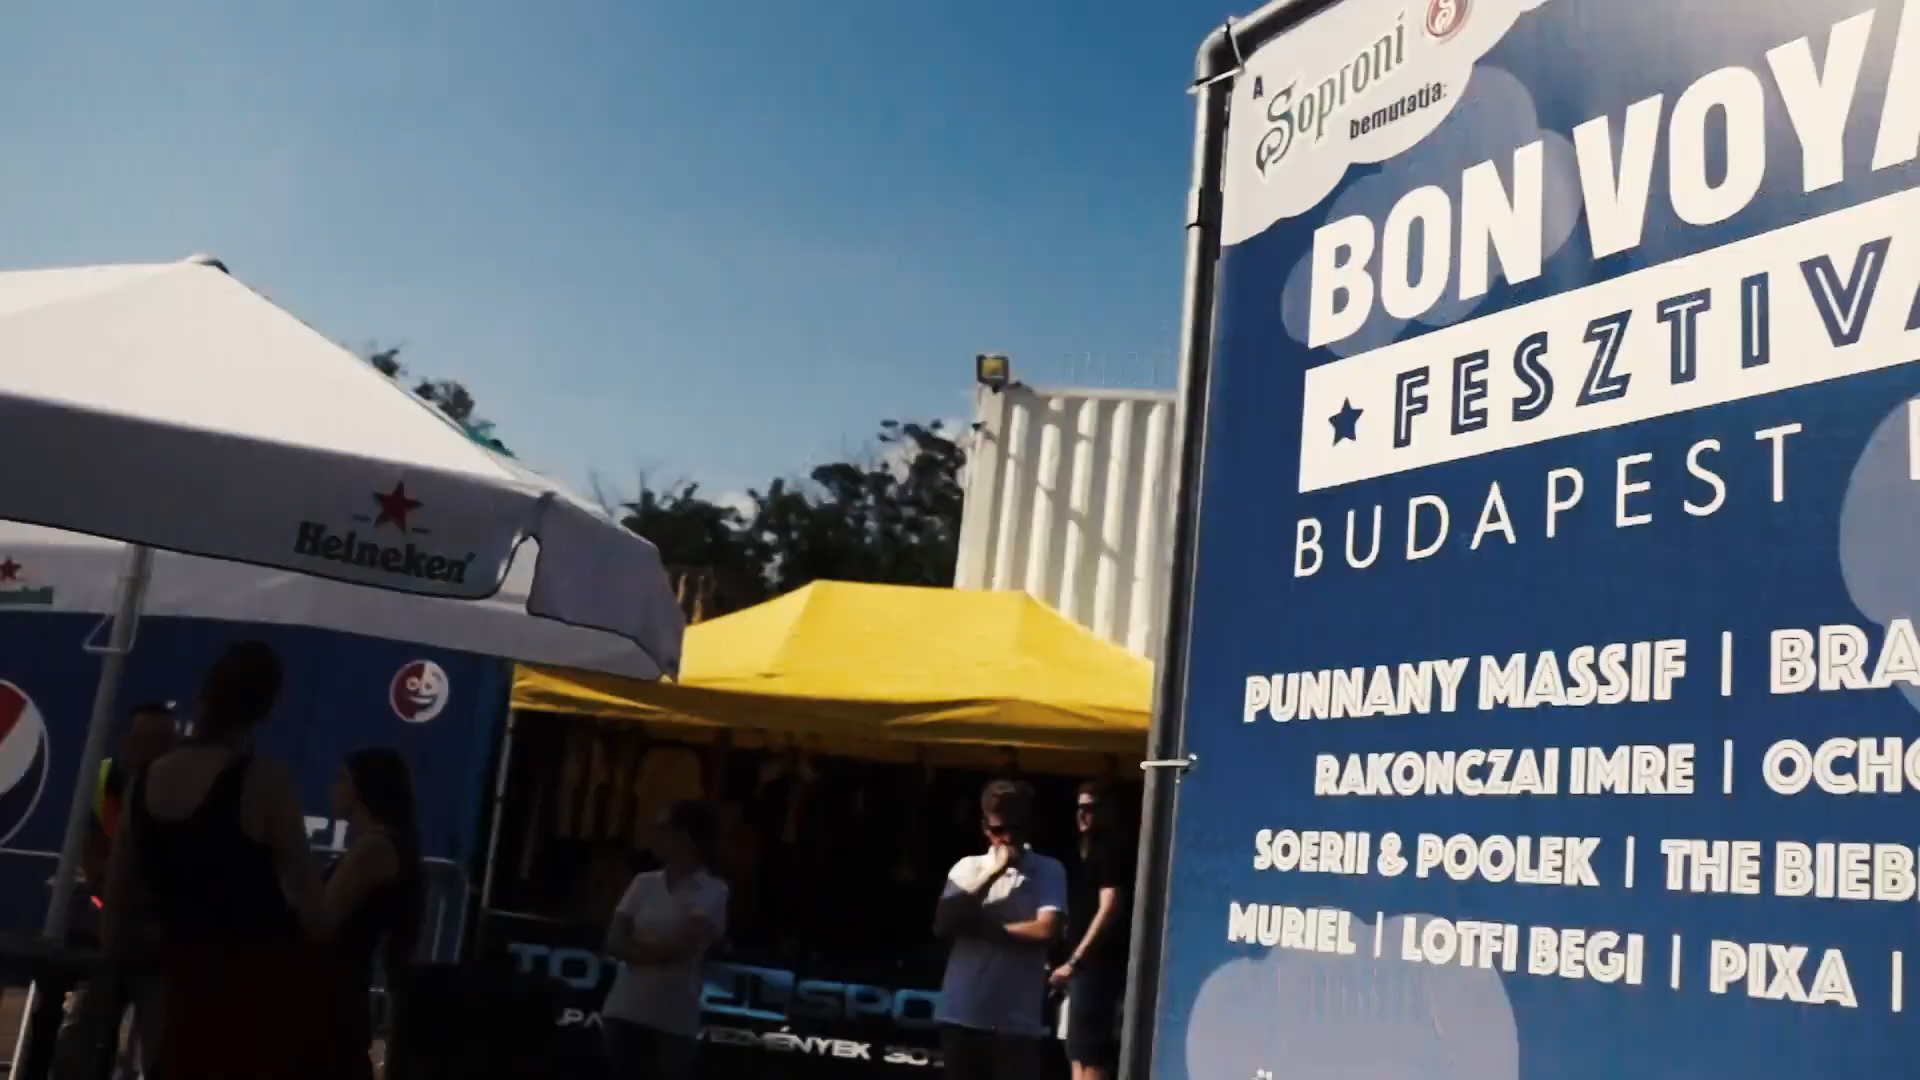 A Soproni
bemutatja:
BON VOYA
★ FESZTIVA
BUDAPEST
PUNNANY MASSIF | BRA
RAKONCZAI IMRE | OCHO
SOERII & POOLEK | THE BIEB
MURIEL | LOTFI BEGI | PIXA |
Heineken